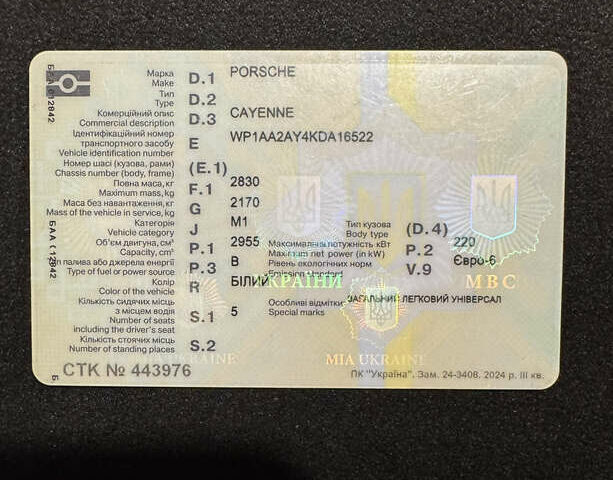 БАА 012842
Марка
Make D.1 PORSCHE
Тип
Type D.2
Комерційний опис
Commercial description D.3 CAYENNE
Ідентифікаційний номер
транспортного засобу E WP1AA2AY4KDA16522
Vehicle identification number
Номер шасі (кузова, рами) (E.1)
Chassis number (body, frame)
Повна маса, кг F.1 2830
Maximum mass, kg
Маса без навантаження, кг G 2170
Mass of the vehicle in service, kg
Категорія J M1
Vehicle category
Тип кузова (D.4)
Body type
Об'єм двигуна, см³ P.1 2955
Capacity, cm³
Максимальна потужність кВт P.2 220
Maximum net power (in kW)
Тип палива або джерела енергії P.3 B
Type of fuel or power source
Рівень екологічних норм V.9 Євро-6
Emission standard
Колір R БІЛИЙ
Color of the vehicle
УКРАЇНИ МВС
Кількість сидячих місць
з місцем водія S.1 5
Number of seats
including the driver's seat
Особливі відмітки ЗАГАЛЬНИЙ ЛЕГКОВИЙ УНІВЕРСАЛ
Special marks
Кількість стоячих місць S.2
Number of standing places
MIA UKRAINE
СТК № 443976
ПК "Україна". Зам. 24-3408. 2024 р. III кв.